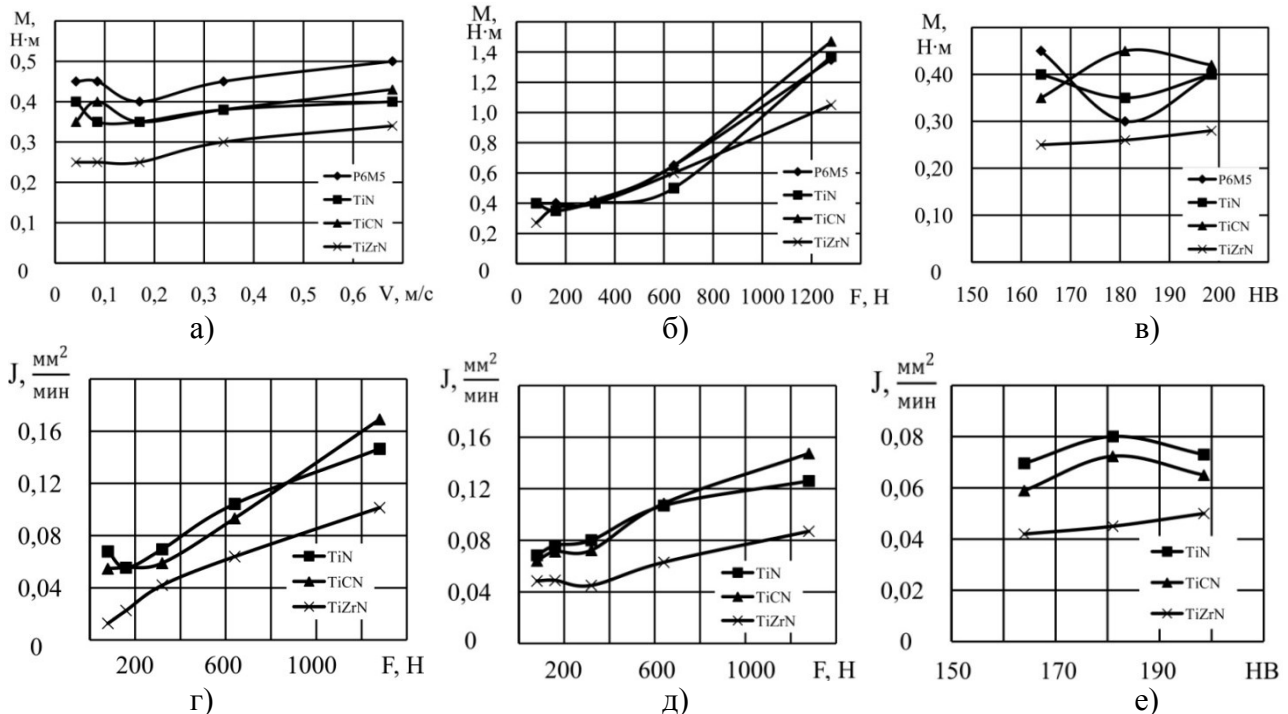 М,
Н·м
0,5
0,4
0,3
0,2
0,1
0
0 0,1 0,2 0,3 0,4 0,5 0,6
V, м/с
Р6М5
TiN
TiCN
TiZrN
а)
М,
Н·м
1,4
1,2
1,0
0,8
0,6
0,4
0,2
0
0 200 400 600 800 1000 1200 F, Н
Р6М5
TiN
TiCN
TiZrN
б)
М,
Н·м
0,40
0,30
0,20
0,10
0
150 160 170 180 190 200 НВ
Р6М5
TiN
TiCN
TiZrN
в)
J, мм²/мин
0,16
0,12
0,08
0,04
0
200 600 1000 F, Н
TiN
TiCN
TiZrN
г)
J, мм²/мин
0,16
0,12
0,08
0,04
0
200 600 1000 F, Н
TiN
TiCN
TiZrN
д)
J, мм²/мин
0,08
0,06
0,04
0,02
0
150 170 190 НВ
TiN
TiCN
TiZrN
е)